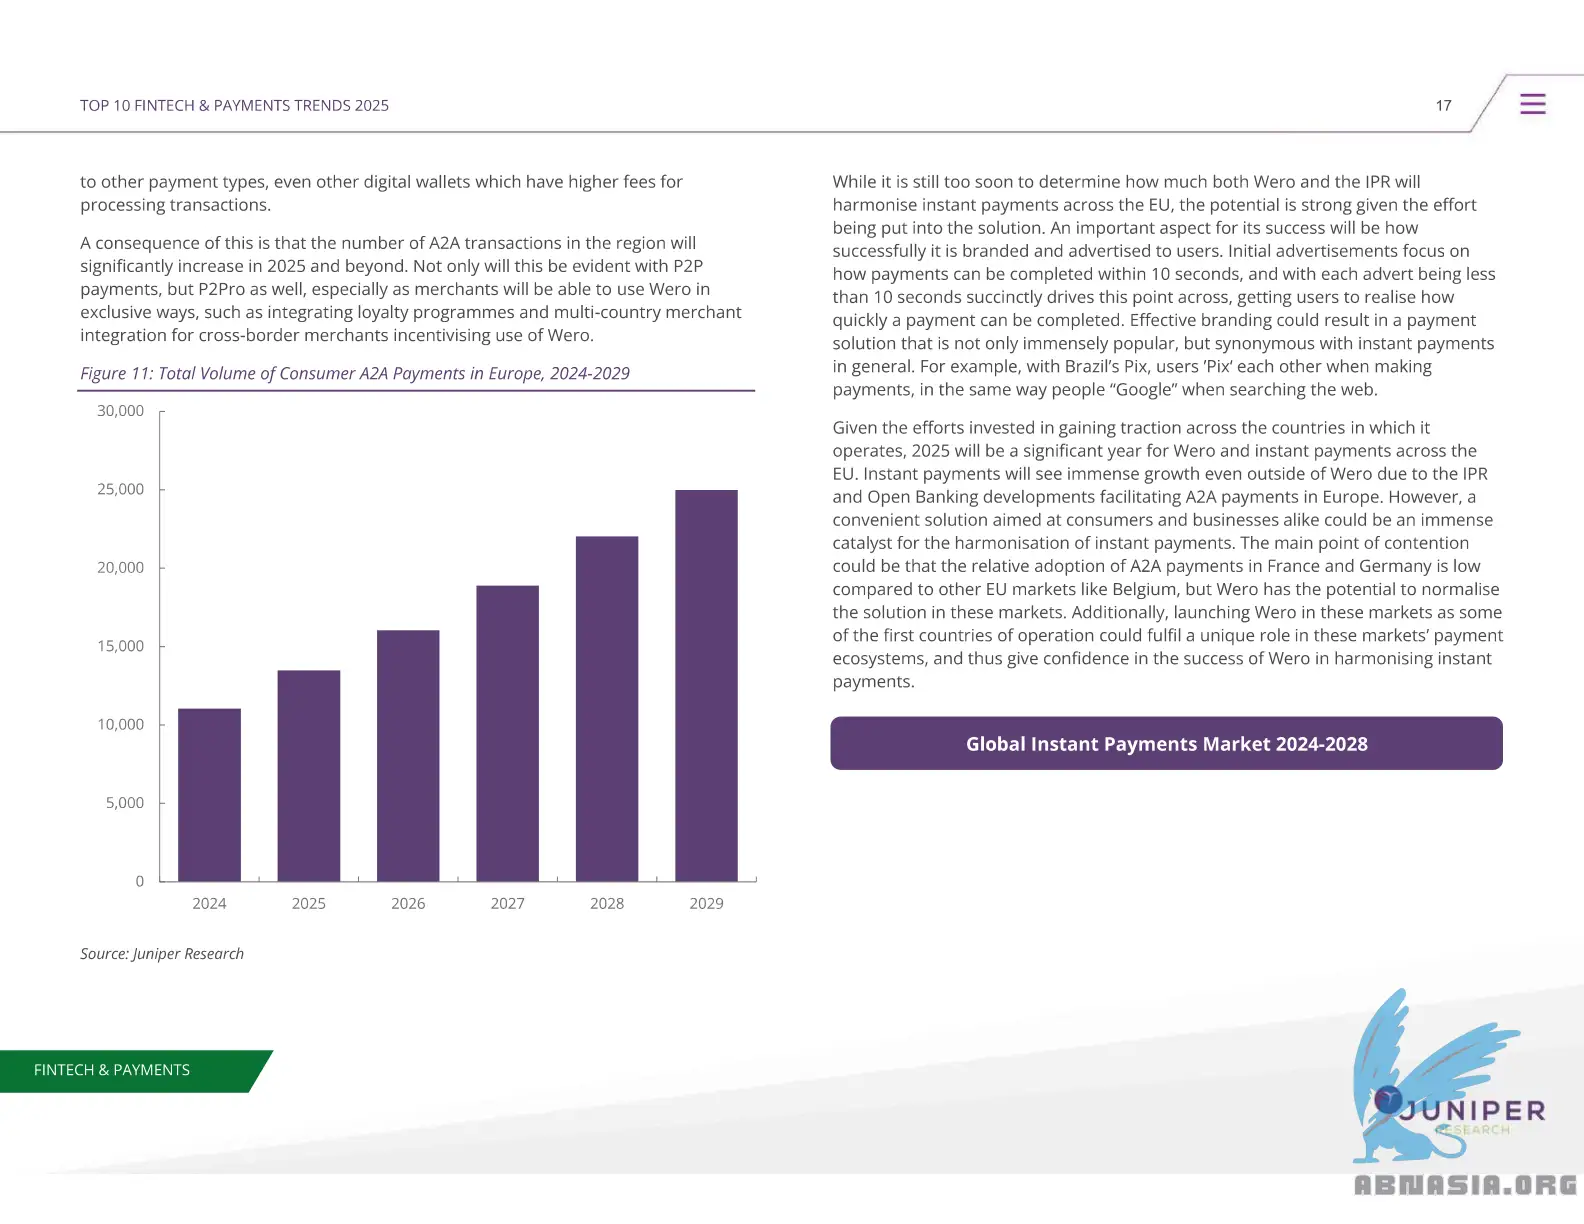 TOP 10 FINTECH & PAYMENTS TRENDS 2025
17
to other payment types, even other digital wallets which have higher fees for
processing transactions.
A consequence of this is that the number of A2A transactions in the region will
significantly increase in 2025 and beyond. Not only will this be evident with P2P
payments, but P2Pro as well, especially as merchants will be able to use Wero in
exclusive ways, such as integrating loyalty programmes and multi-country merchant
integration for cross-border merchants incentivising use of Wero.
Figure 11: Total Volume of Consumer A2A Payments in Europe, 2024-2029
30,000
25,000
20,000
15,000
10,000
5,000
0
2024
2025
2026
2027
2028
2029
Source: Juniper Research
While it is still too soon to determine how much both Wero and the IPR will
harmonise instant payments across the EU, the potential is strong given the effort
being put into the solution. An important aspect for its success will be how
successfully it is branded and advertised to users. Initial advertisements focus on
how payments can be completed within 10 seconds, and with each advert being less
than 10 seconds succinctly drives this point across, getting users to realise how
quickly a payment can be completed. Effective branding could result in a payment
solution that is not only immensely popular, but synonymous with instant payments
in general. For example, with Brazil’s Pix, users ’Pix’ each other when making
payments, in the same way people “Google” when searching the web.
Given the efforts invested in gaining traction across the countries in which it
operates, 2025 will be a significant year for Wero and instant payments across the
EU. Instant payments will see immense growth even outside of Wero due to the IPR
and Open Banking developments facilitating A2A payments in Europe. However, a
convenient solution aimed at consumers and businesses alike could be an immense
catalyst for the harmonisation of instant payments. The main point of contention
could be that the relative adoption of A2A payments in France and Germany is low
compared to other EU markets like Belgium, but Wero has the potential to normalise
the solution in these markets. Additionally, launching Wero in these markets as some
of the first countries of operation could fulfil a unique role in these markets’ payment
ecosystems, and thus give confidence in the success of Wero in harmonising instant
payments.
Global Instant Payments Market 2024-2028
FINTECH & PAYMENTS
JUNIPER
RESEARCH
ABNASIA.ORG